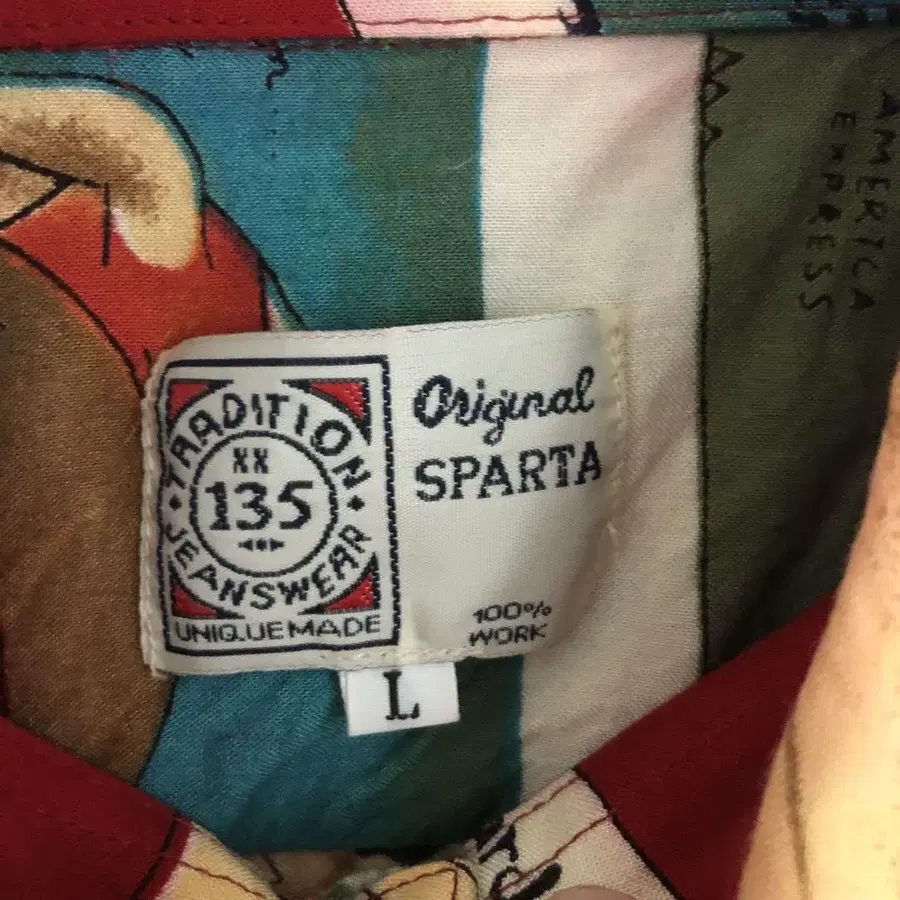 AMERICA
EXPRESS
TRADITION
XX
135
JEANSWEAR
UNIQUEMADE
Original
SPARTA
100%
WORK
L